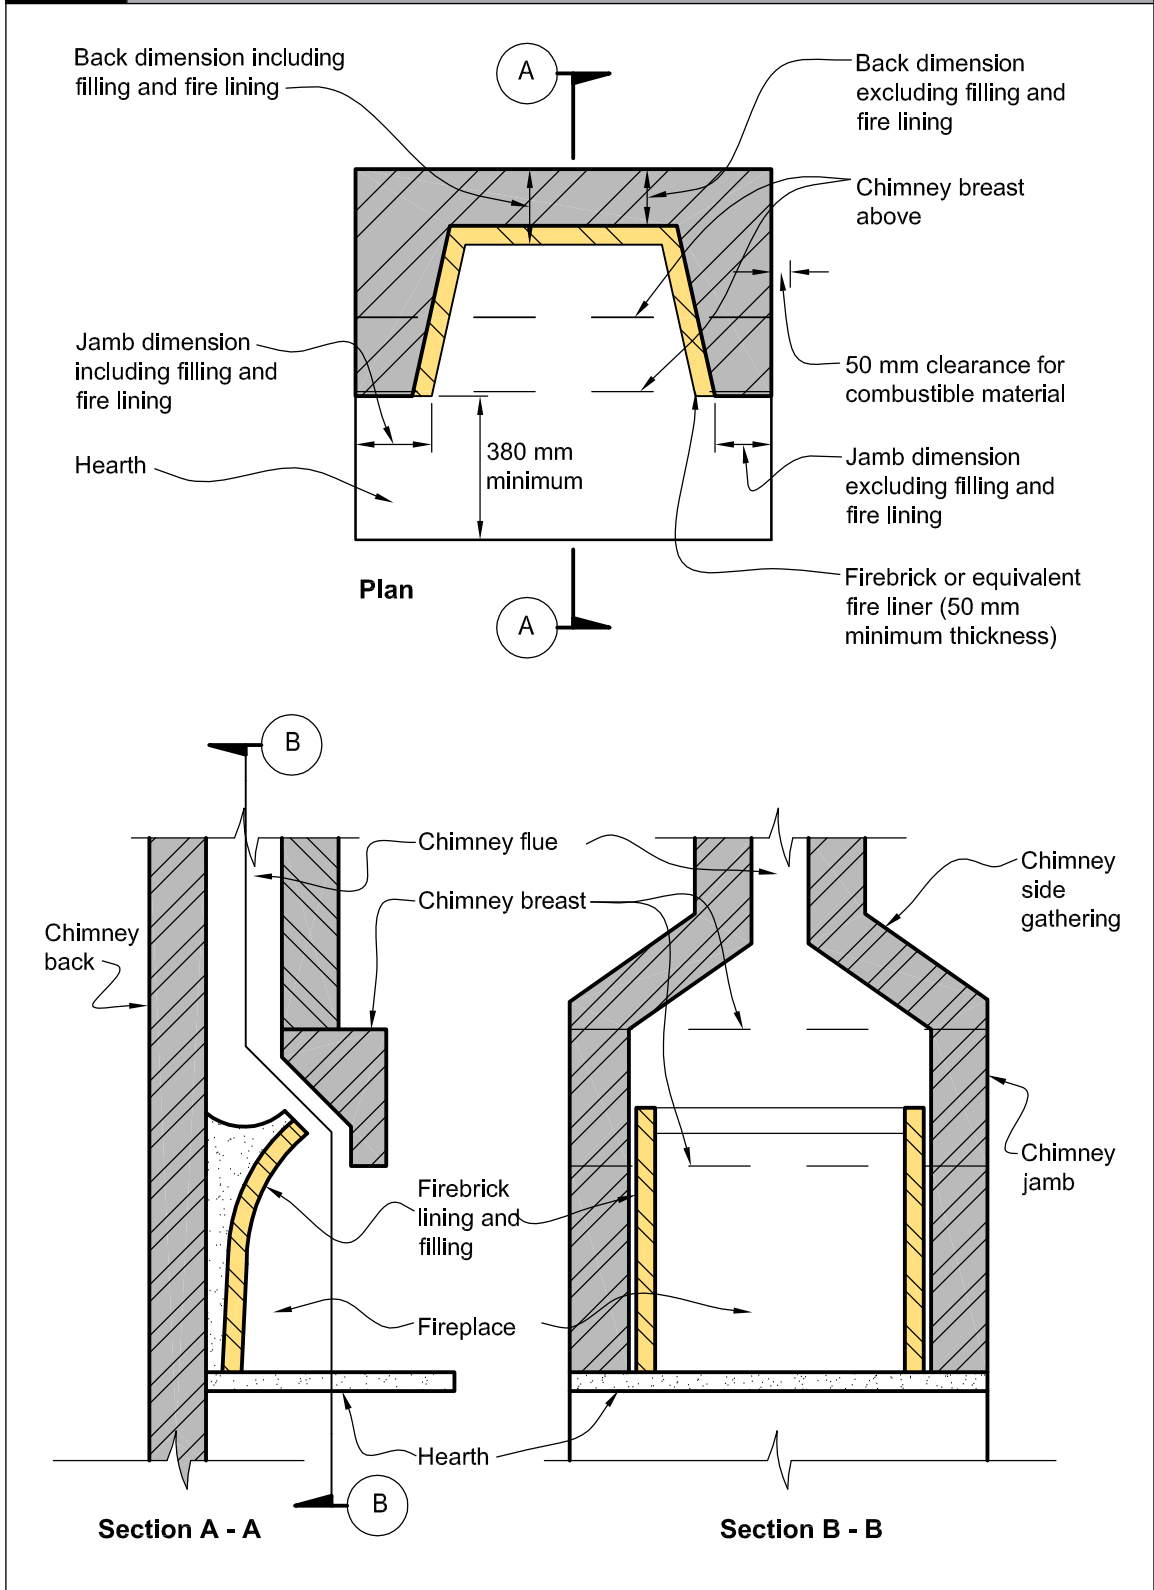 Back dimension including
filling and fire lining
A
Back dimension
excluding filling and
fire lining
Chimney breast
above
Jamb dimension
including filling and
fire lining
50 mm clearance for
combustible material
Hearth
380 mm
minimum
Jamb dimension
excluding filling and
fire lining
Plan
A
Firebrick or equivalent
fire liner (50 mm
minimum thickness)
B
Chimney flue
Chimney breast
Chimney
side
gathering
Chimney
back
Chimney
jamb
Firebrick
lining and
filling
Fireplace
Hearth
B
Section A - A
Section B - B